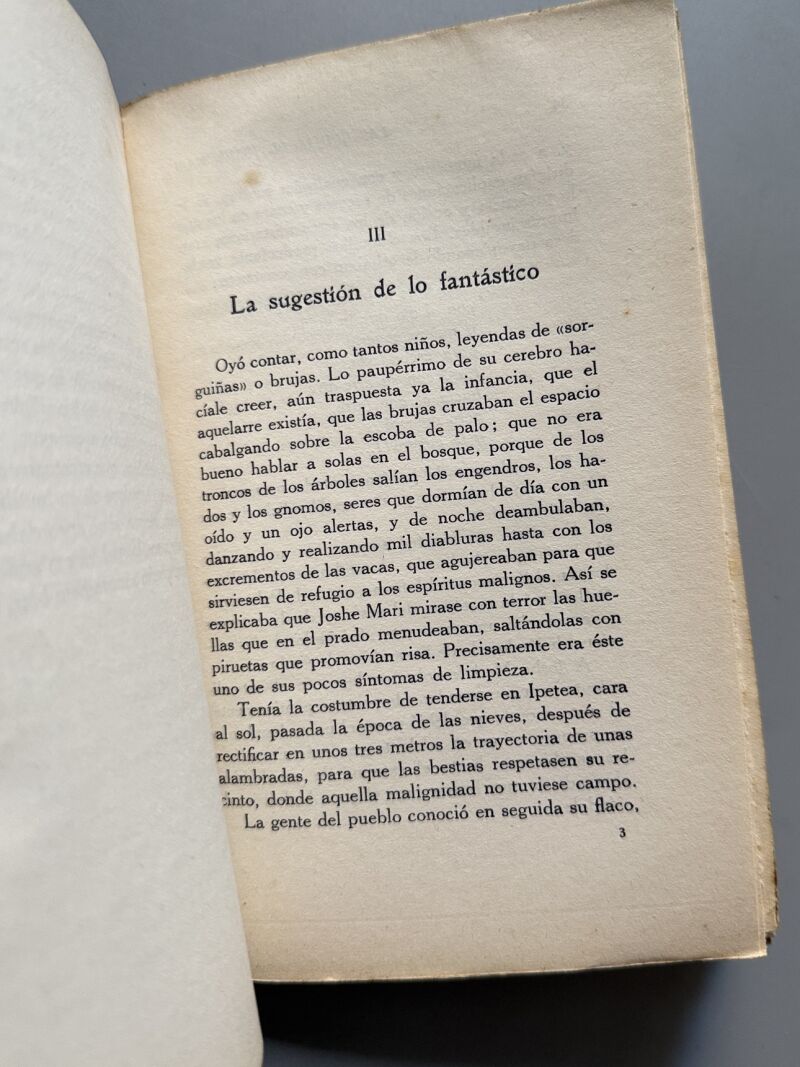 III
La sugestión de lo fantástico
Oyó contar, como tantos niños, leyendas de «sor-
guiñas» o brujas. Lo paupérrimo de su cerebro ha-
cíale creer, aún traspuesta ya la infancia, que el
aquelarre existía, que las brujas cruzaban el espacio
cabalgando sobre la escoba de palo; que no era
bueno hablar a solas en el bosque, porque de los
troncos de los árboles salían los engendros, los ha-
dos y los gnomos, seres que dormían de día con un
oído y un ojo alertas, y de noche deambulaban,
danzando y realizando mil diabluras hasta con los
excrementos de las vacas, que agujereaban para que
sirviesen de refugio a los espíritus malignos. Así se
explicaba que Joshe Mari mirase con terror las hue-
llas que en el prado menudeaban, saltándolas con
piruetas que promovían risa. Precisamente era éste
uno de sus pocos síntomas de limpieza.
Tenía la costumbre de tenderse en Ipetea, cara
al sol, pasada la época de las nieves, después de
rectificar en unos tres metros la trayectoria de unas
alambradas, para que las bestias respetasen su re-
cinto, donde aquella malignidad no tuviese campo.
La gente del pueblo conoció en seguida su flaco,
3